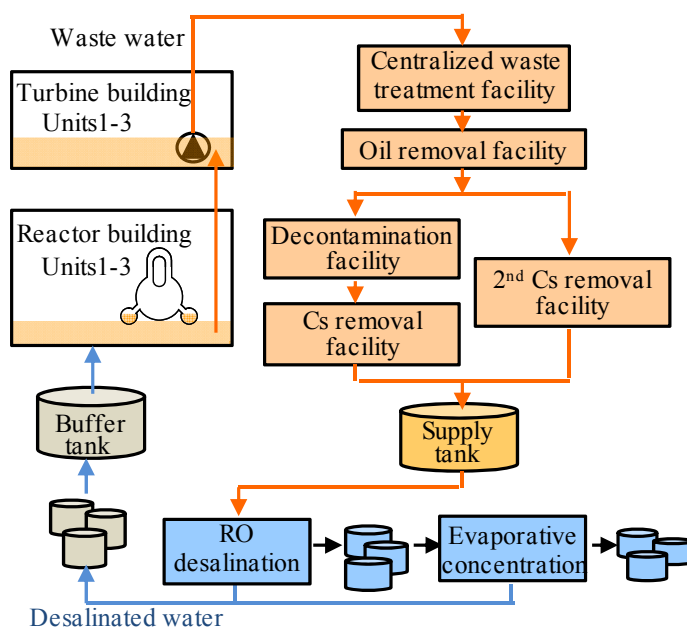 Waste water
Centralized waste
treatment facility
Turbine building
Units1-3
Oil removal facility
Reactor building
Units1-3
Decontamination
facility
2nd Cs removal
facility
Cs removal
facility
Buffer
tank
Supply
tank
RO
desalination
Evaporative
concentration
Desalinated water